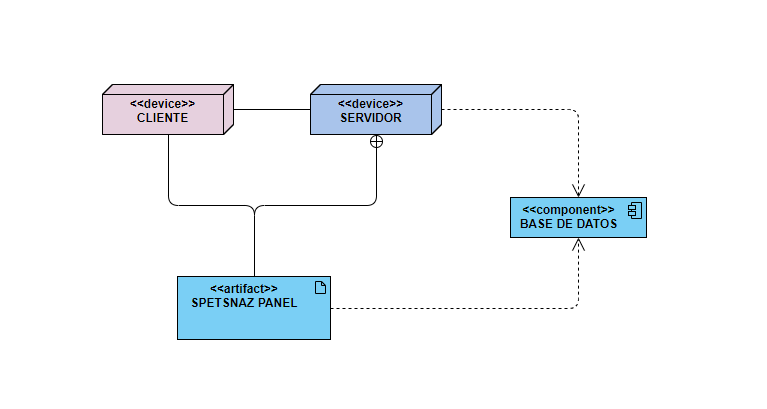 <<device>>
CLIENTE
<<device>>
SERVIDOR
<<component>>
BASE DE DATOS
<<artifact>>
SPETSNAZ PANEL